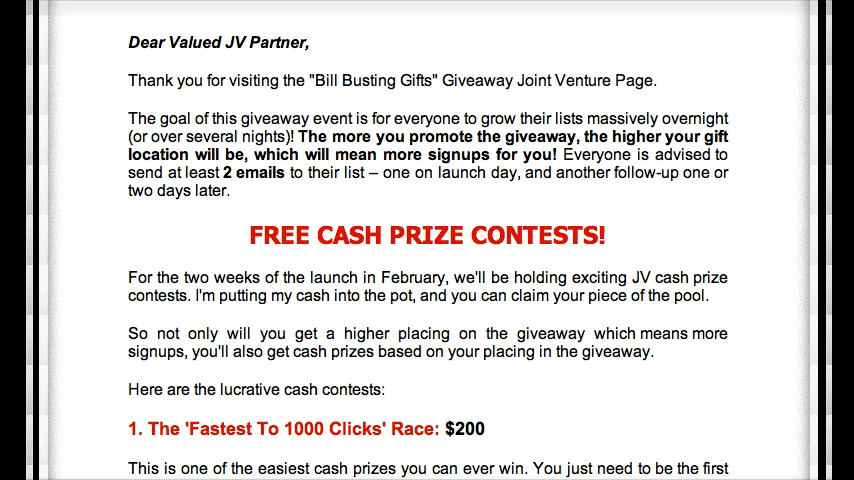 Dear Valued JV Partner,
Thank you for visiting the "Bill Busting Gifts" Giveaway Joint Venture Page.
The goal of this giveaway event is for everyone to grow their lists massively overnight
(or over several nights)! The more you promote the giveaway, the higher your gift
location will be, which will mean more signups for you! Everyone is advised to
send at least 2 emails to their list – one on launch day, and another follow-up one or
two days later.
FREE CASH PRIZE CONTESTS!
For the two weeks of the launch in February, we'll be holding exciting JV cash prize
contests. I'm putting my cash into the pot, and you can claim your piece of the pool.
So not only will you get a higher placing on the giveaway which means more
signups, you'll also get cash prizes based on your placing in the giveaway.
Here are the lucrative cash contests:
1. The 'Fastest To 1000 Clicks' Race: $200
This is one of the easiest cash prizes you can ever win. You just need to be the first